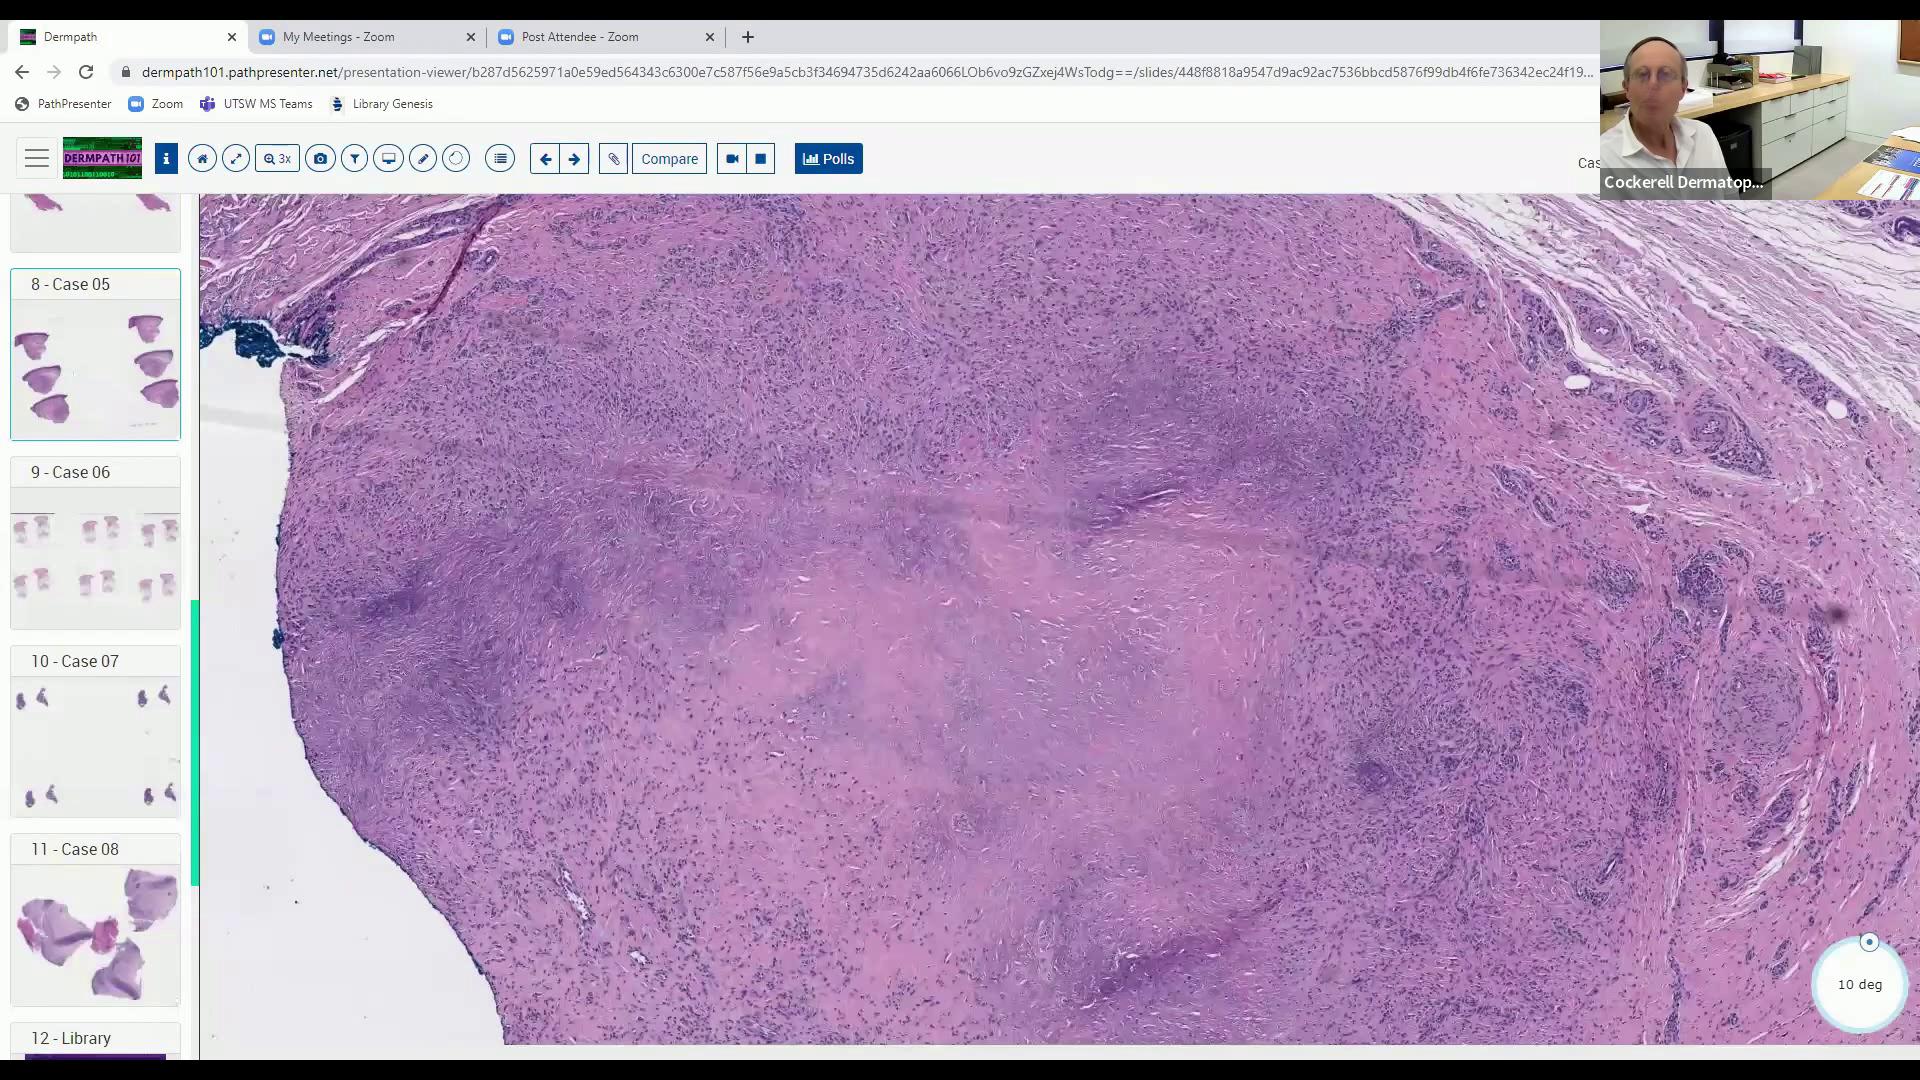 Dermpath
My Meetings - Zoom
Post Attendee - Zoom
dermpath101.pathpresenter.net/presentation-viewer/b287d5625971a0e59ed564343c6300e7c587f56e9a5cb3f34694735d6242aa6066LOb6vo9zGZxej4WsTodg==/slides/448f8818a9547d9ac92ac7536bbcd5876f99db4f6fe736342ec24f19...
PathPresenter
Zoom
UTSW MS Teams
Library Genesis
DERMPATH 101
3x
Compare
Polls
Cas
Cockerell Dermatop...
8 - Case 05
9 - Case 06
10 - Case 07
11 - Case 08
12 - Library
10 deg